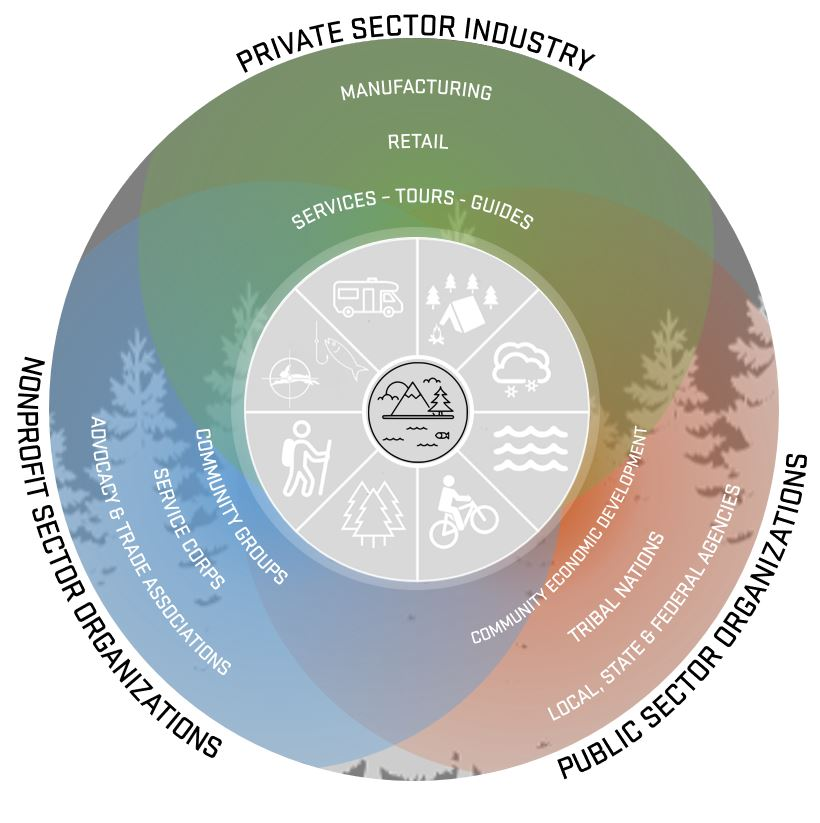 PRIVATE SECTOR INDUSTRY
MANUFACTURING
RETAIL
SERVICES – TOURS - GUIDES
NONPROFIT SECTOR ORGANIZATIONS
ADVOCACY & TRADE ASSOCIATIONS
SERVICE CORPS
COMMUNITY GROUPS
COMMUNITY ECONOMIC DEVELOPMENT
TRIBAL NATIONS
LOCAL, STATE & FEDERAL AGENCIES
PUBLIC SECTOR ORGANIZATIONS